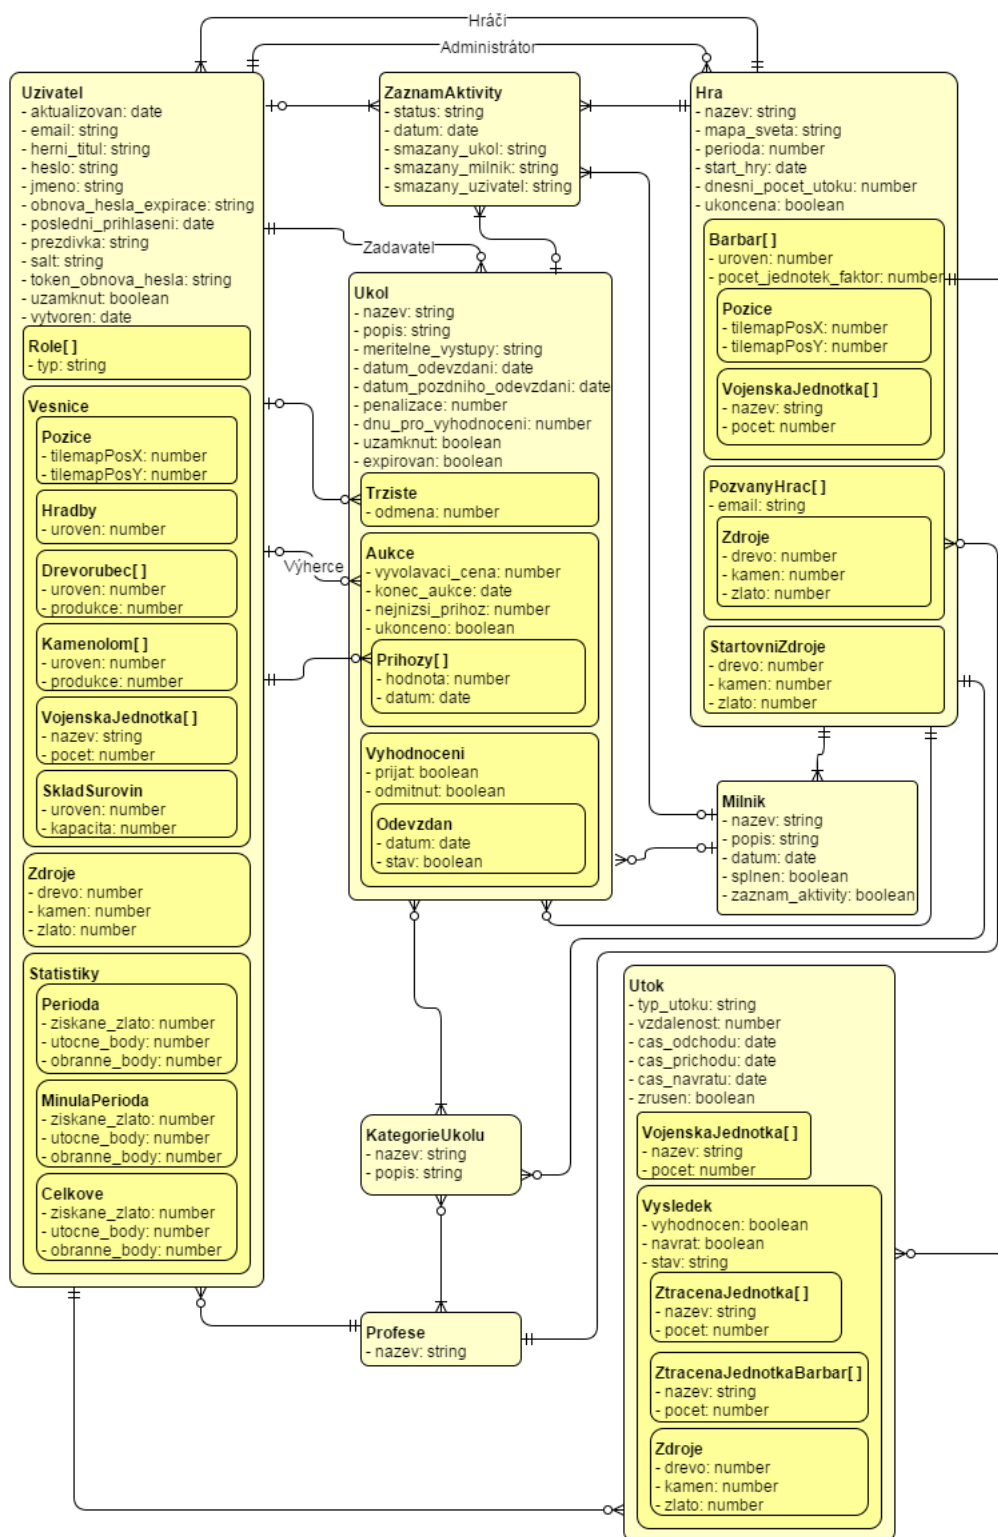 Hráči
Administrátor
Uzivatel
- aktualizovan: date
- email: string
- herni_titul: string
- heslo: string
- jmeno: string
- obnova_hesla_expirace: string
- posledni_prihlaseni: date
- prezdivka: string
- salt: string
- token_obnova_hesla: string
- uzamknut: boolean
- vytvoren: date
Role[ ]
- typ: string
Vesnice
Pozice
- tilemapPosX: number
- tilemapPosY: number
Hradby
- uroven: number
Drevorubec[ ]
- uroven: number
- produkce: number
Kamenolom[ ]
- uroven: number
- produkce: number
VojenskaJednotka[ ]
- nazev: string
- pocet: number
SkladSurovin
- uroven: number
- kapacita: number
Zdroje
- drevo: number
- kamen: number
- zlato: number
Statistiky
Perioda
- ziskane_zlato: number
- utocne_body: number
- obranne_body: number
MinulaPerioda
- ziskane_zlato: number
- utocne_body: number
- obranne_body: number
Celkove
- ziskane_zlato: number
- utocne_body: number
- obranne_body: number
ZaznamAktivity
- status: string
- datum: date
- smazany_ukol: string
- smazany_milnik: string
- smazany_uzivatel: string
Zadavatel
Výherce
Ukol
- nazev: string
- popis: string
- meritelne_vystupy: string
- datum_odevzdani: date
- datum_pozdniho_odevzdani: date
- penalizace: number
- dnu_pro_vyhodnoceni: number
- uzamknut: boolean
- expirovan: boolean
Trziste
- odmena: number
Aukce
- vyvolavaci_cena: number
- konec_aukce: date
- nejnizsi_prihoz: number
- ukonceno: boolean
Prihozy[ ]
- hodnota: number
- datum: date
Vyhodnoceni
- prijat: boolean
- odmitnut: boolean
Odevzdan
- datum: date
- stav: boolean
KategorieUkolu
- nazev: string
- popis: string
Profese
- nazev: string
Hra
- nazev: string
- mapa_sveta: string
- perioda: number
- start_hry: date
- dnesni_pocet_utoku: number
- ukoncena: boolean
Barbar[ ]
- uroven: number
- pocet_jednotek_faktor: number
Pozice
- tilemapPosX: number
- tilemapPosY: number
VojenskaJednotka[ ]
- nazev: string
- pocet: number
PozvanyHrac[ ]
- email: string
Zdroje
- drevo: number
- kamen: number
- zlato: number
StartovniZdroje
- drevo: number
- kamen: number
- zlato: number
Milnik
- nazev: string
- popis: string
- datum: date
- splnen: boolean
- zaznam_aktivity: boolean
Utok
- typ_utoku: string
- vzdalenost: number
- cas_odchodu: date
- cas_prichodu: date
- cas_navratu: date
- zrusen: boolean
VojenskaJednotka[ ]
- nazev: string
- pocet: number
Vysledek
- vyhodnocen: boolean
- navrat: boolean
- stav: string
ZtracenaJednotka[ ]
- nazev: string
- pocet: number
ZtracenaJednotkaBarbar[ ]
- nazev: string
- pocet: number
Zdroje
- drevo: number
- kamen: number
- zlato: number